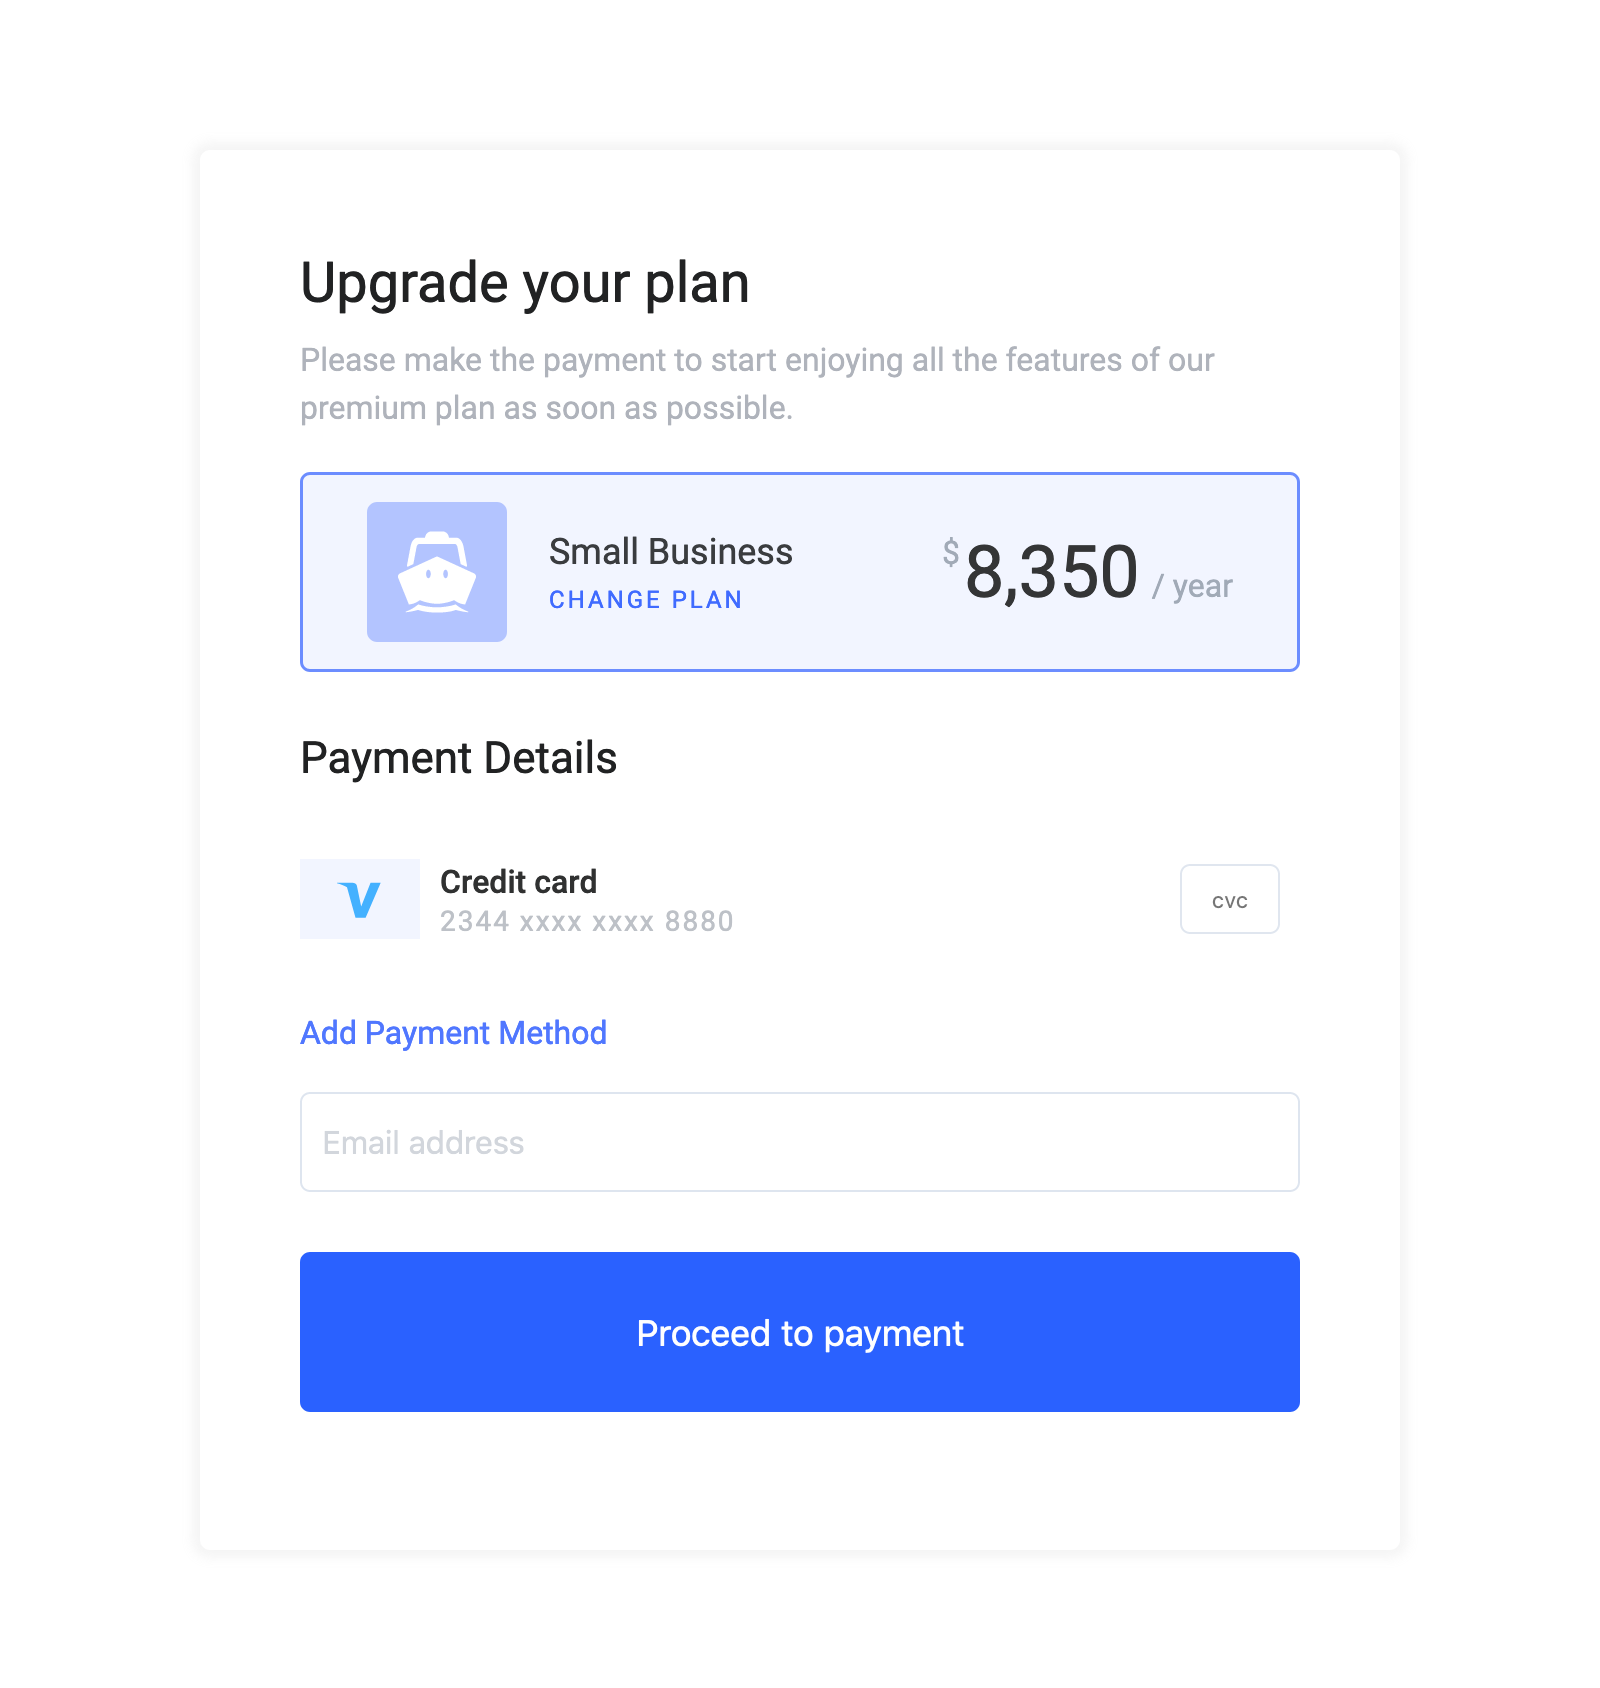 Upgrade your plan
Please make the payment to start enjoying all the features of our
premium plan as soon as possible.
Small Business
CHANGE PLAN
$8,350 / year
Payment Details
V
Credit card
2344 xxxx xxxx 8880
cvc
Add Payment Method
Email address
Proceed to payment